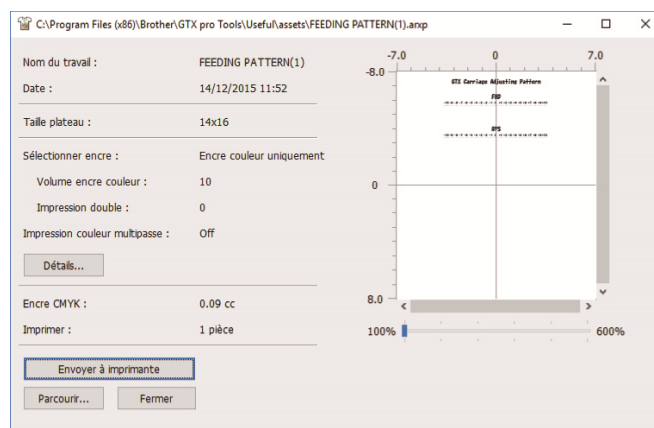 C:\Program Files (x86)\Brother\GTX pro Tools\Useful\assets\FEEDING PATTERN(1).arxp
Nom du travail : FEEDING PATTERN(1)
Date : 14/12/2015 11:52
Taille plateau : 14x16
Sélectionner encre : Encre couleur uniquement
Volume encre couleur : 10
Impression double : 0
Impression couleur multipasse : Off
Détails...
Encre CMYK : 0.09 cc
Imprimer : 1 pièce
Envoyer à imprimante
Parcourir... Fermer
-7.0 0 7.0
-8.0
GTX Carriage Adjusting Pattern
FWD
0
8.0
100% 600%